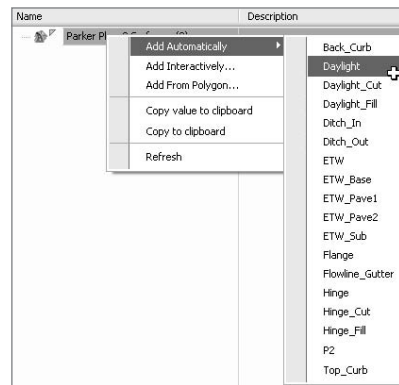 Name
Description
Parker Pl
Add Automatically
Add Interactively...
Add From Polygon...
Copy value to clipboard
Copy to clipboard
Refresh
Back_Curb
Daylight
Daylight_Cut
Daylight_Fill
Ditch_In
Ditch_Out
ETW
ETW_Base
ETW_Pave1
ETW_Pave2
ETW_Sub
Flange
Flowline_Gutter
Hinge
Hinge_Cut
Hinge_Fill
P2
Top_Curb